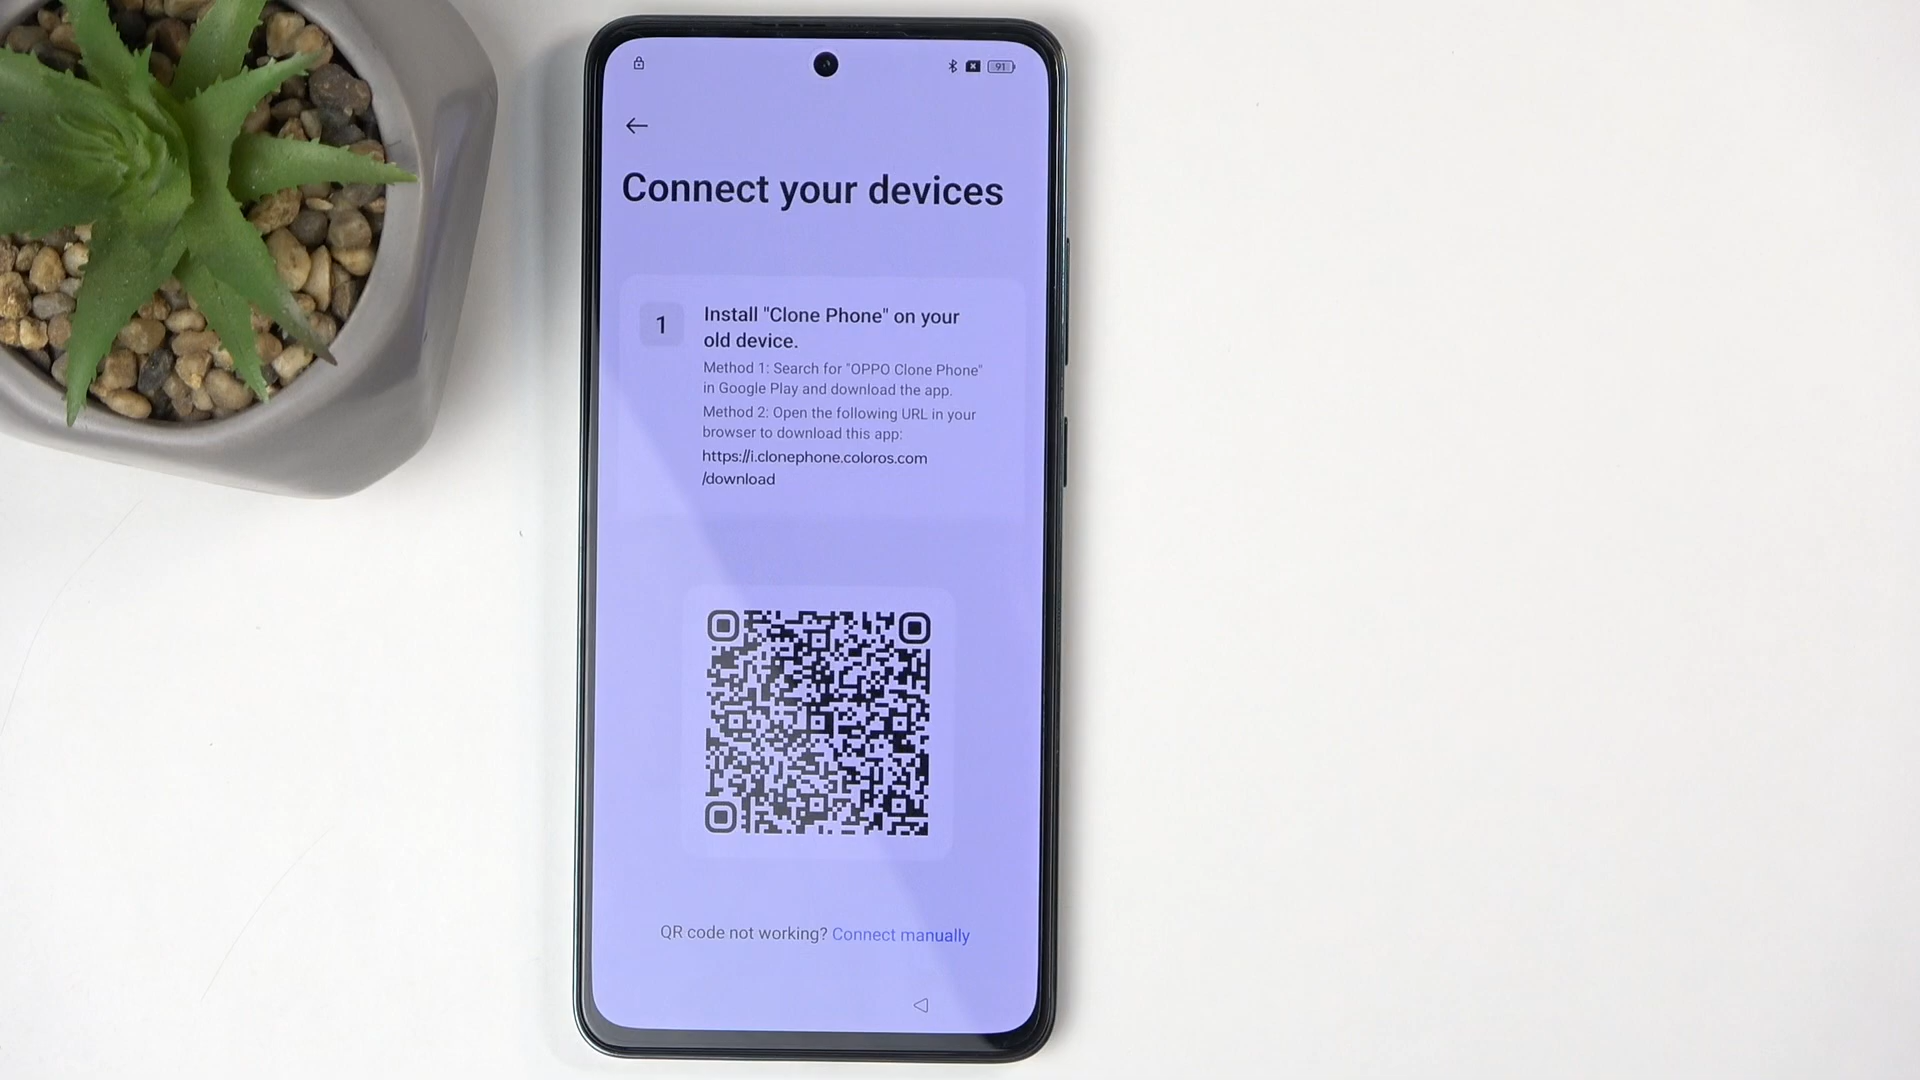 91
Connect your devices
1
Install "Clone Phone" on your
old device.
Method 1: Search for "OPPO Clone Phone"
in Google Play and download the app.
Method 2: Open the following URL in your
browser to download this app:
https://i.clonephone.coloros.com
/download
QR code not working? Connect manually